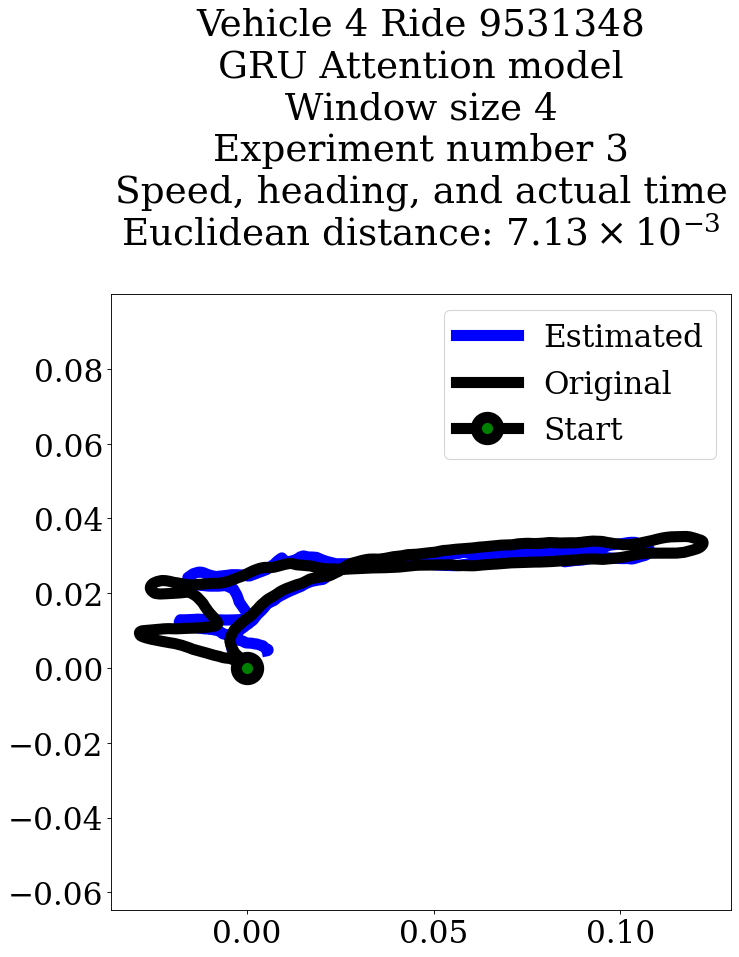 Vehicle 4 Ride 9531348
GRU Attention model
Window size 4
Experiment number 3
Speed, heading, and actual time
Euclidean distance: 7.13 × 10⁻³
Estimated
Original
Start
0.08
0.06
0.04
0.02
0.00
−0.02
−0.04
−0.06
0.00 0.05 0.10